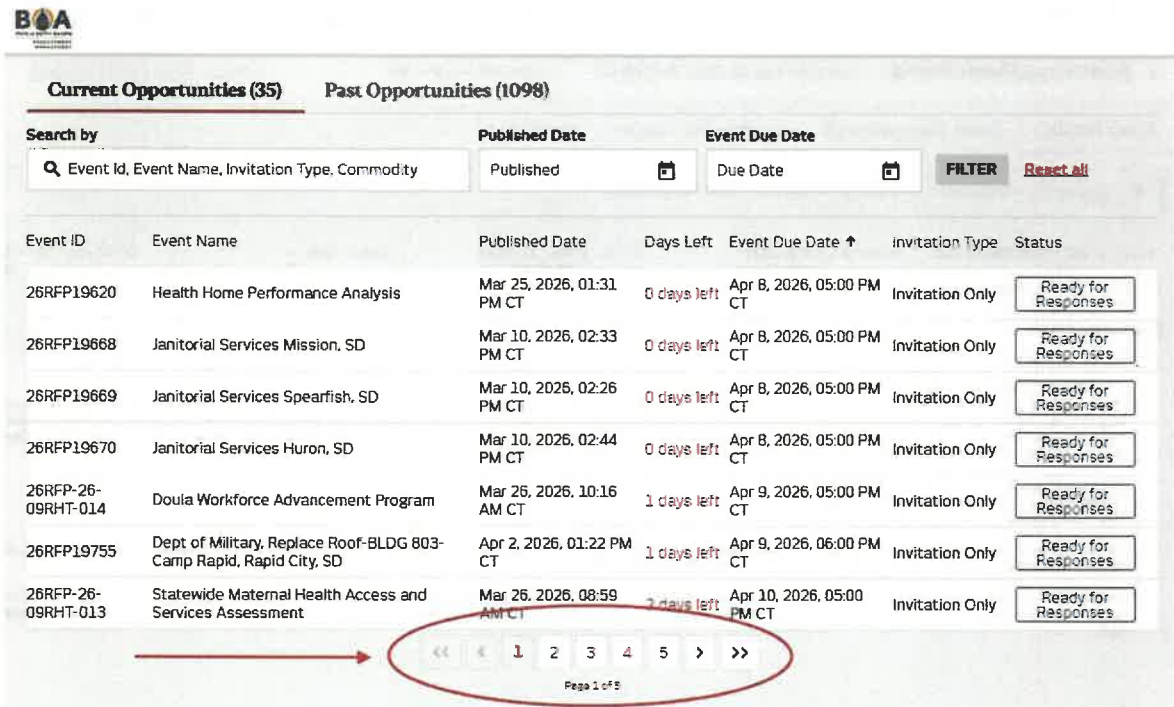 BOA
Current Opportunities (35) Past Opportunities (1098)
Search by Published Date Event Due Date
Event Id, Event Name, Invitation Type, Commodity Published Due Date FILTER Reset all
Event ID Event Name Published Date Days Left Event Due Date ↑ Invitation Type Status
26RFP19620 Health Home Performance Analysis Mar 25, 2026, 01:31 PM CT 0 days left Apr 8, 2026, 05:00 PM CT Invitation Only Ready for Responses
26RFP19668 Janitorial Services Mission, SD Mar 10, 2026, 02:33 PM CT 0 days left Apr 8, 2026, 05:00 PM CT Invitation Only Ready for Responses
26RFP19669 Janitorial Services Spearfish, SD Mar 10, 2026, 02:26 PM CT 0 days left Apr 8, 2026, 05:00 PM CT Invitation Only Ready for Responses
26RFP19670 Janitorial Services Huron, SD Mar 10, 2026, 02:44 PM CT 0 days left Apr 8, 2026, 05:00 PM CT Invitation Only Ready for Responses
26RFP-26-09RHT-014 Doula Workforce Advancement Program Mar 26, 2026, 10:16 AM CT 1 days left Apr 9, 2026, 05:00 PM CT Invitation Only Ready for Responses
26RFP19755 Dept of Military, Replace Roof-BLDG 803-Camp Rapid, Rapid City, SD Apr 2, 2026, 01:22 PM CT 1 days left Apr 9, 2026, 06:00 PM CT Invitation Only Ready for Responses
26RFP-26-09RHT-013 Statewide Maternal Health Access and Services Assessment Mar 26, 2026, 08:59 AM CT 2 days left Apr 10, 2026, 05:00 PM CT Invitation Only Ready for Responses
<< < 1 2 3 4 5 > >>
Page 1 of 5